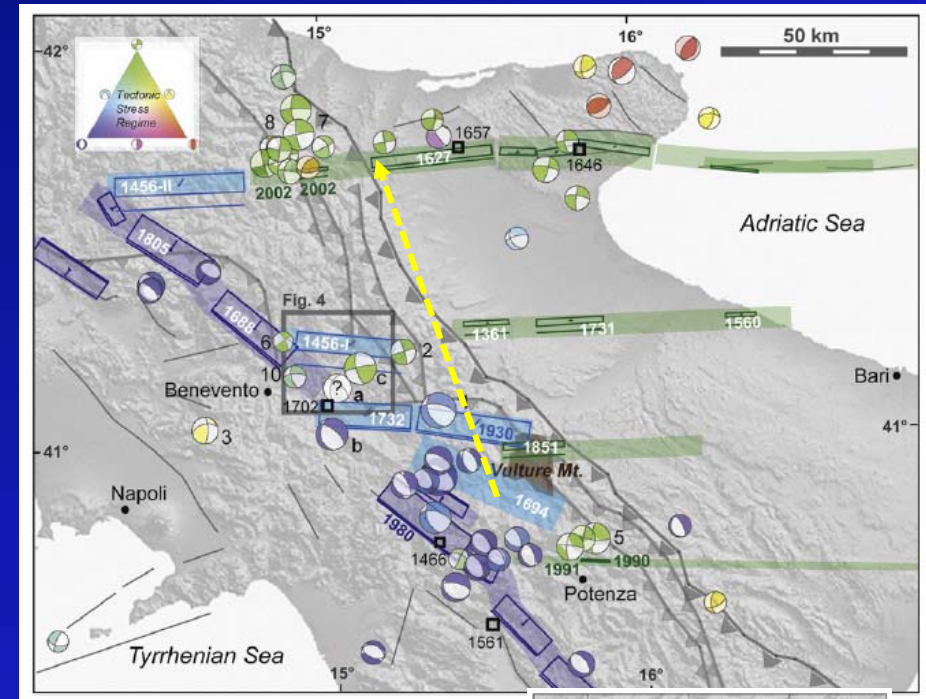 15°
16°
42°
50 km
Tectonic
Stress
Regime
8
7
1657
1627
1646
1456-II
2002
2002
Adriatic Sea
1805
Fig. 4
1688
1361
1731
1560
6
1456-I
2
10
c
Bari
Benevento
?
a
1702
1732
1930
41°
3
b
1851
41°
Vulture Mt.
Napoli
1694
1980
5
1466
1991
1990
Potenza
1561
Tyrrhenian Sea
15°
16°